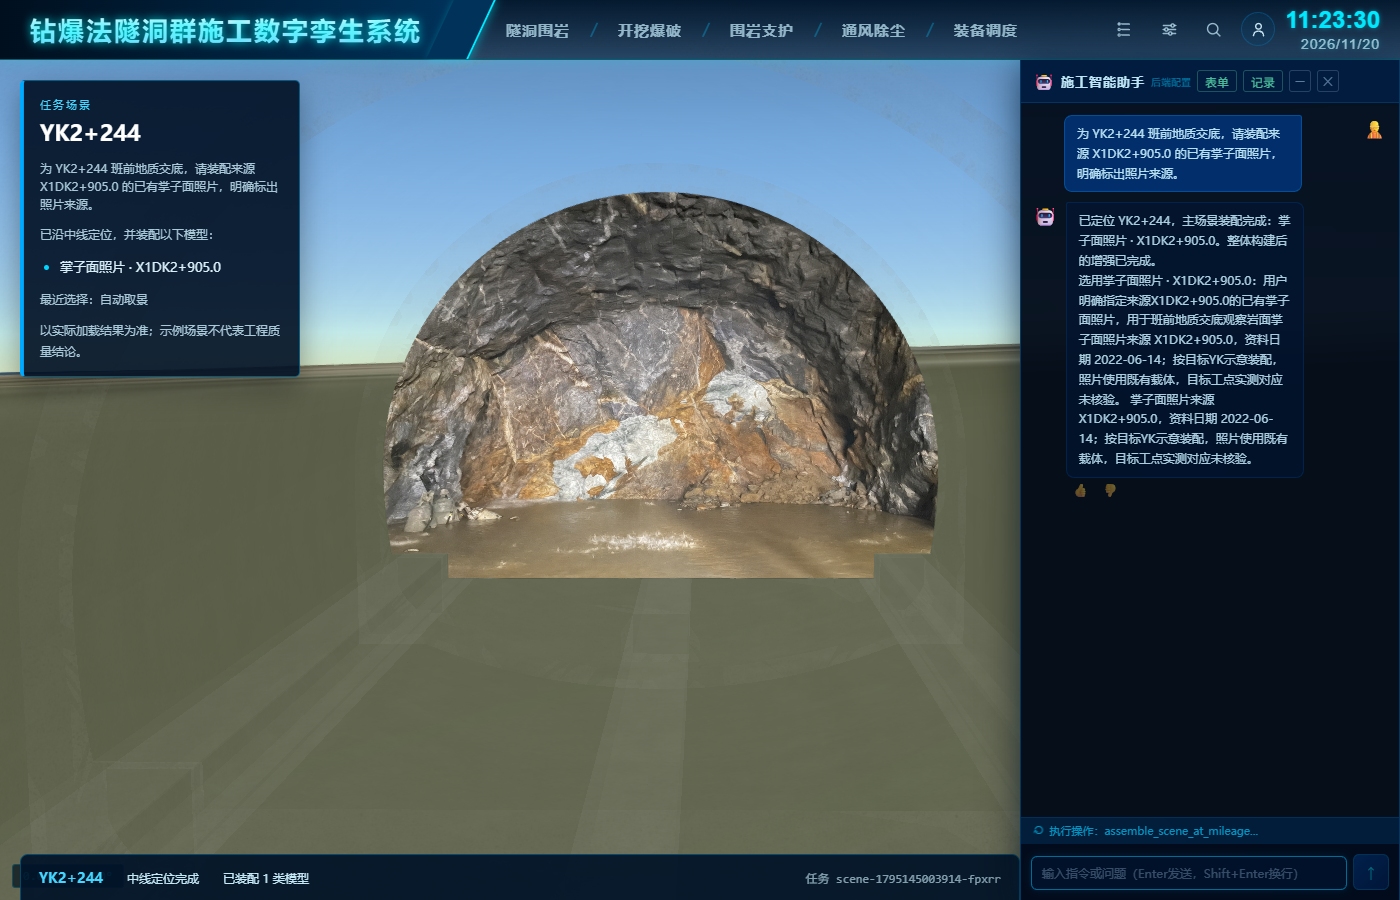 钻爆法隧洞群施工数字孪生系统
隧洞围岩 / 开挖爆破 / 围岩支护 / 通风除尘 / 装备调度
11:23:30
2026/11/20
任务场景
YK2+244
为 YK2+244 班前地质交底，请装配来源
X1DK2+905.0 的已有掌子面照片，明确标出
照片来源。
已沿中线定位，并装配以下模型：
掌子面照片 · X1DK2+905.0
最近选择：自动取景
以实际加载结果为准；示例场景不代表工程质
量结论。
施工智能助手 后端配置 表单 记录
为 YK2+244 班前地质交底，请装配来
源 X1DK2+905.0 的已有掌子面照片，
明确标出照片来源。
已定位 YK2+244，主场景装配完成：掌
子面照片 · X1DK2+905.0。整体构建后
的增强已完成。
选用掌子面照片 · X1DK2+905.0：用户
明确指定来源X1DK2+905.0的已有掌子
面照片，用于班前地质交底观察岩面掌
子面照片来源 X1DK2+905.0，资料日
期 2022-06-14；按目标YK示意装配，
照片使用既有载体，目标工点实测对应
未核验。 掌子面照片来源
X1DK2+905.0，资料日期 2022-06-
14；按目标YK示意装配，照片使用既有
载体，目标工点实测对应未核验。
执行操作：assemble_scene_at_mileage...
输入指令或问题（Enter发送，Shift+Enter换行）
YK2+244 中线定位完成 已装配 1 类模型
任务 scene-1795145003914-fpxrr